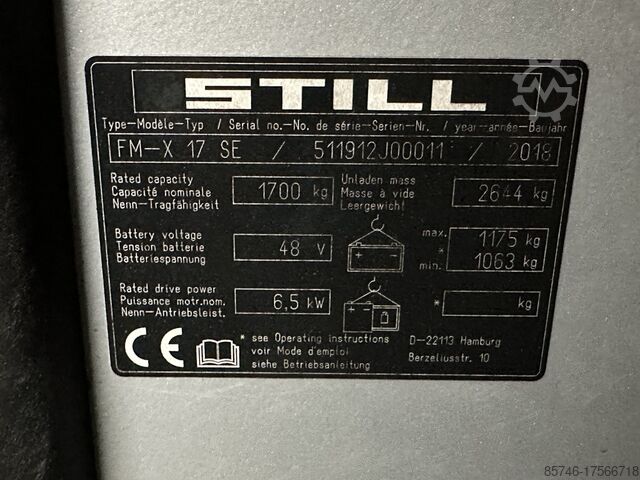 STILL
Type-Modèle-Typ / Serial no.-No. de série-Serien-Nr. / year-année-Baujahr
FM-X 17 SE / 511912J00011 / 2018
Rated capacity
Capacité nominale
Nenn-Tragfähigkeit
1700 kg
Unladen mass
Masse à vide
Leergewicht
2644 kg
Battery voltage
Tension batterie
Batteriespannung
48 V
max. 1175 kg
*
min. 1063 kg
Rated drive power
Puissance motr.nom.
Nenn-Antriebsleist.
6,5 kW
* kg
CE
* see Operating instructions
voir Mode d'emploi
siehe Betriebsanleitung
D-22113 Hamburg
Berzeliusstr. 10
85746-17566718